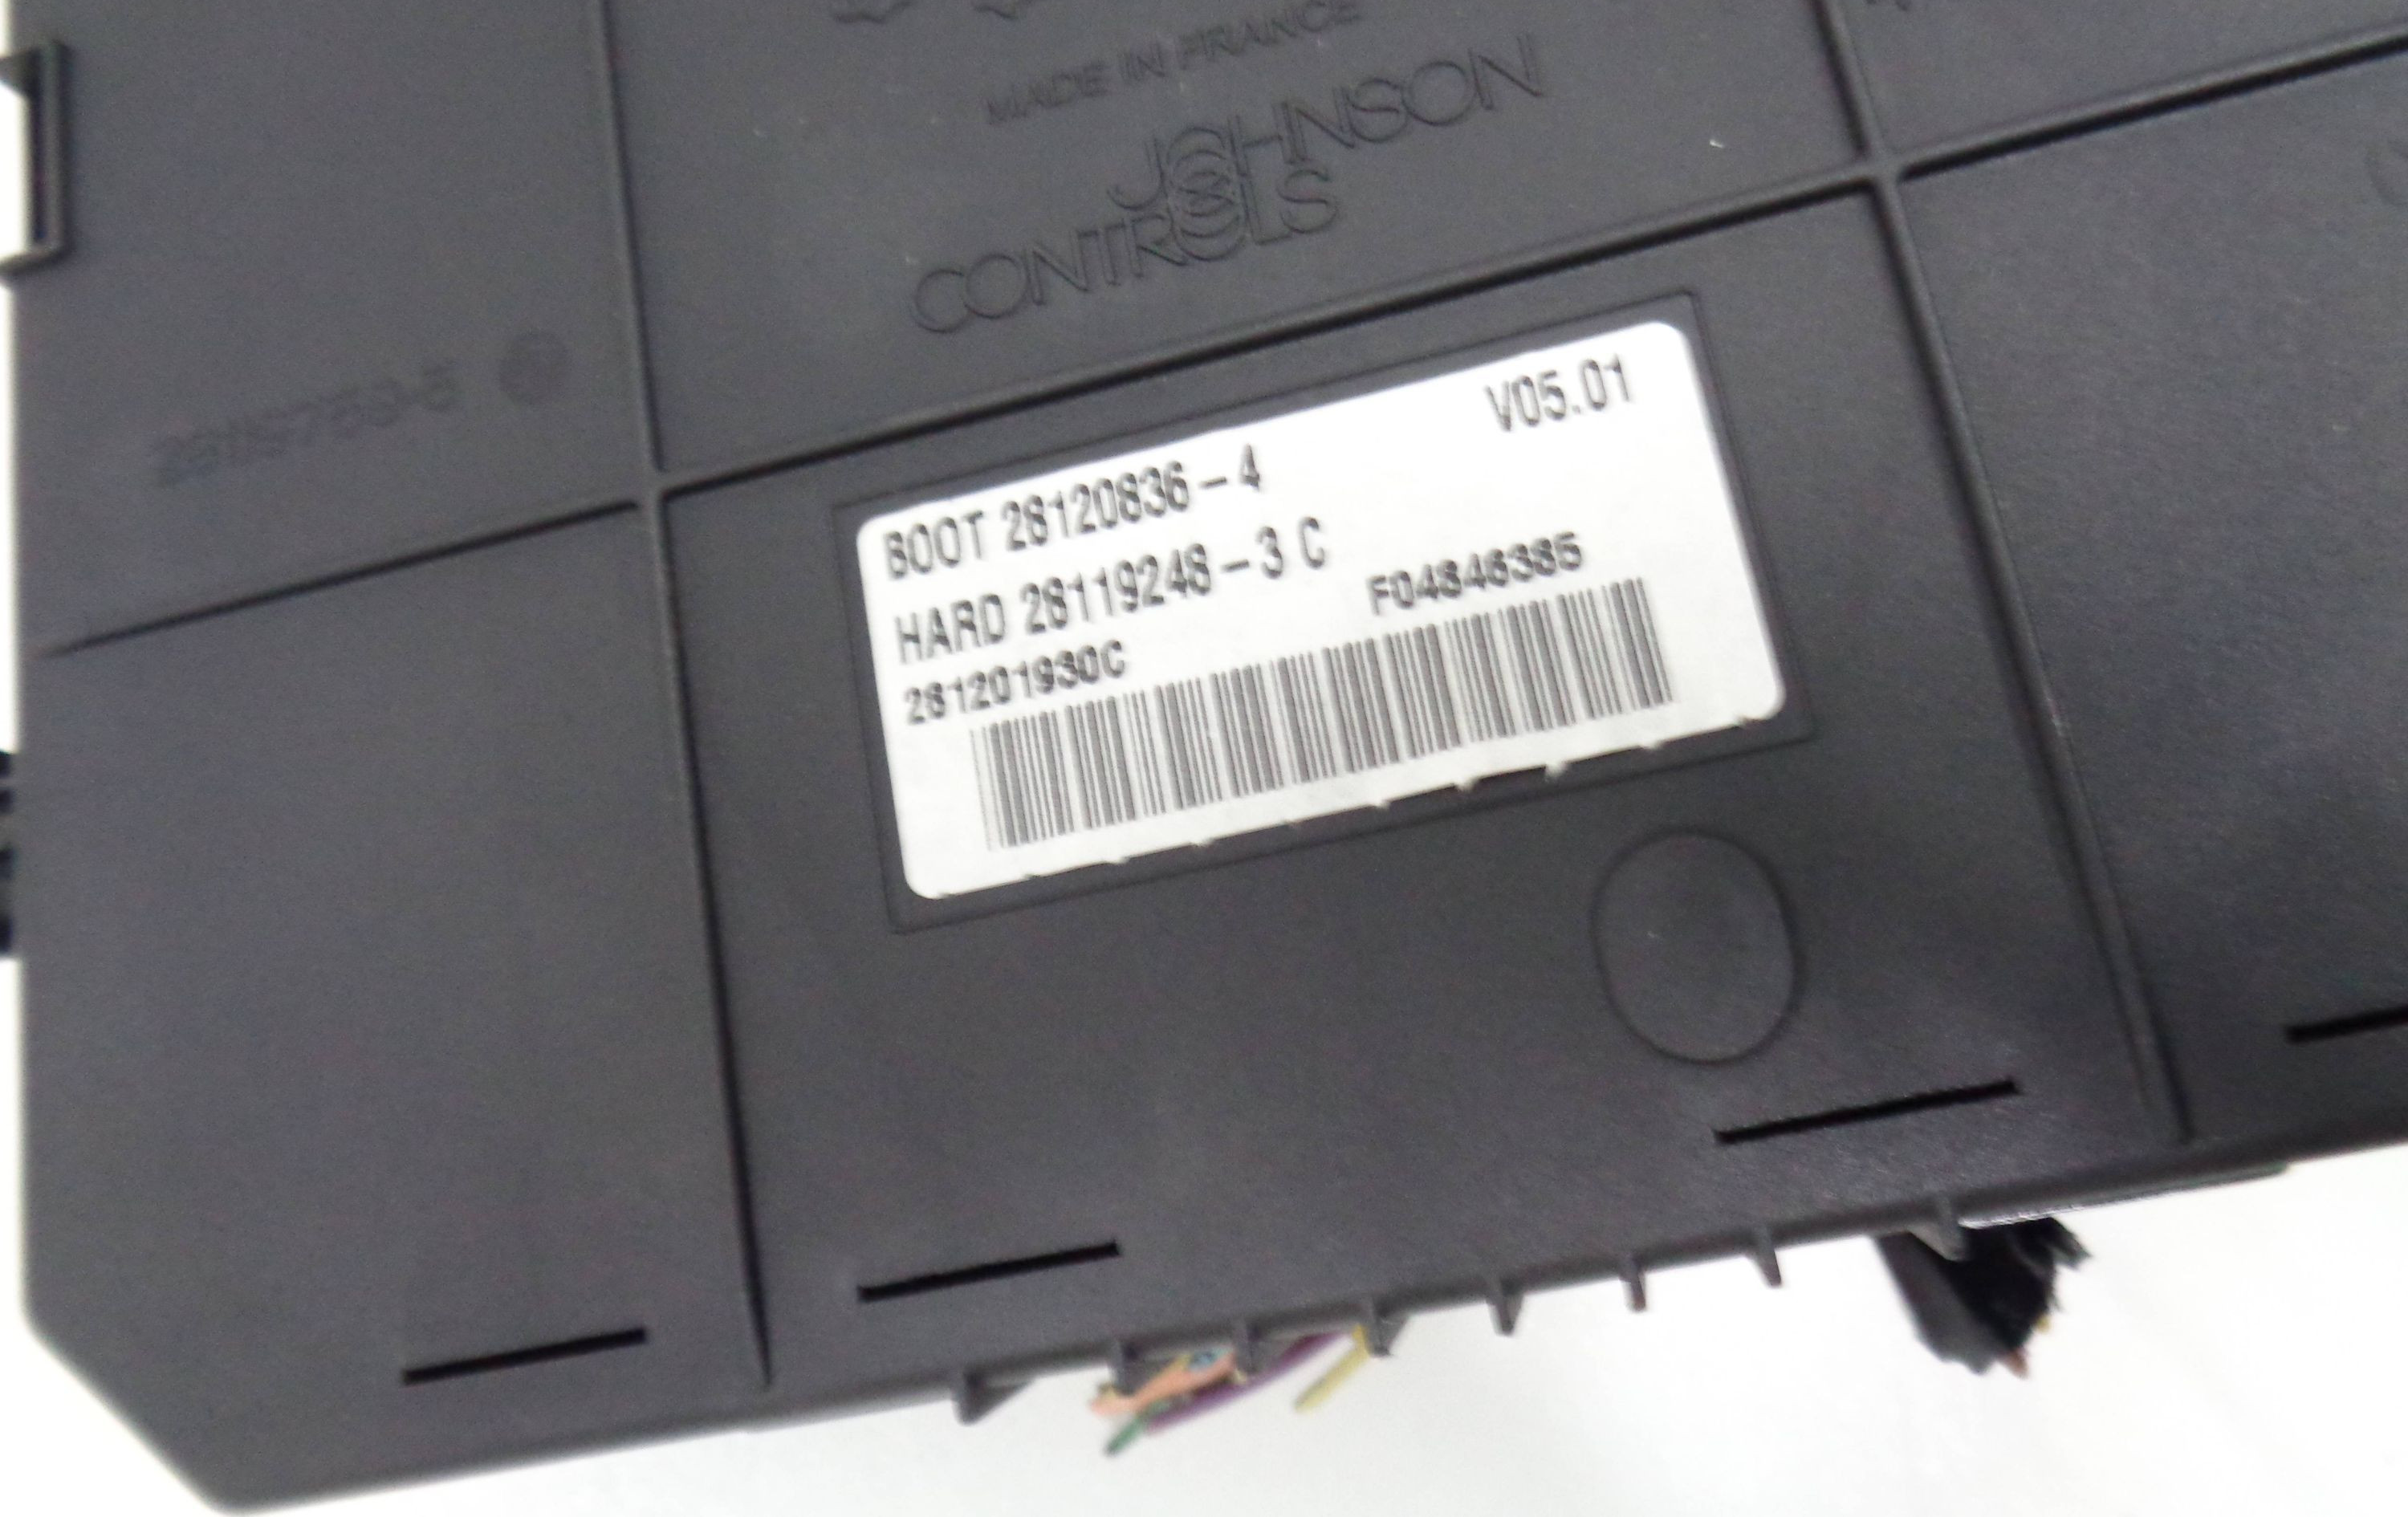 MADE IN FRANCE
JOHNSON
CONTROLS
V05.01
BOOT 28120836-4
HARD 28119248-3 C
F04846385
281201930C